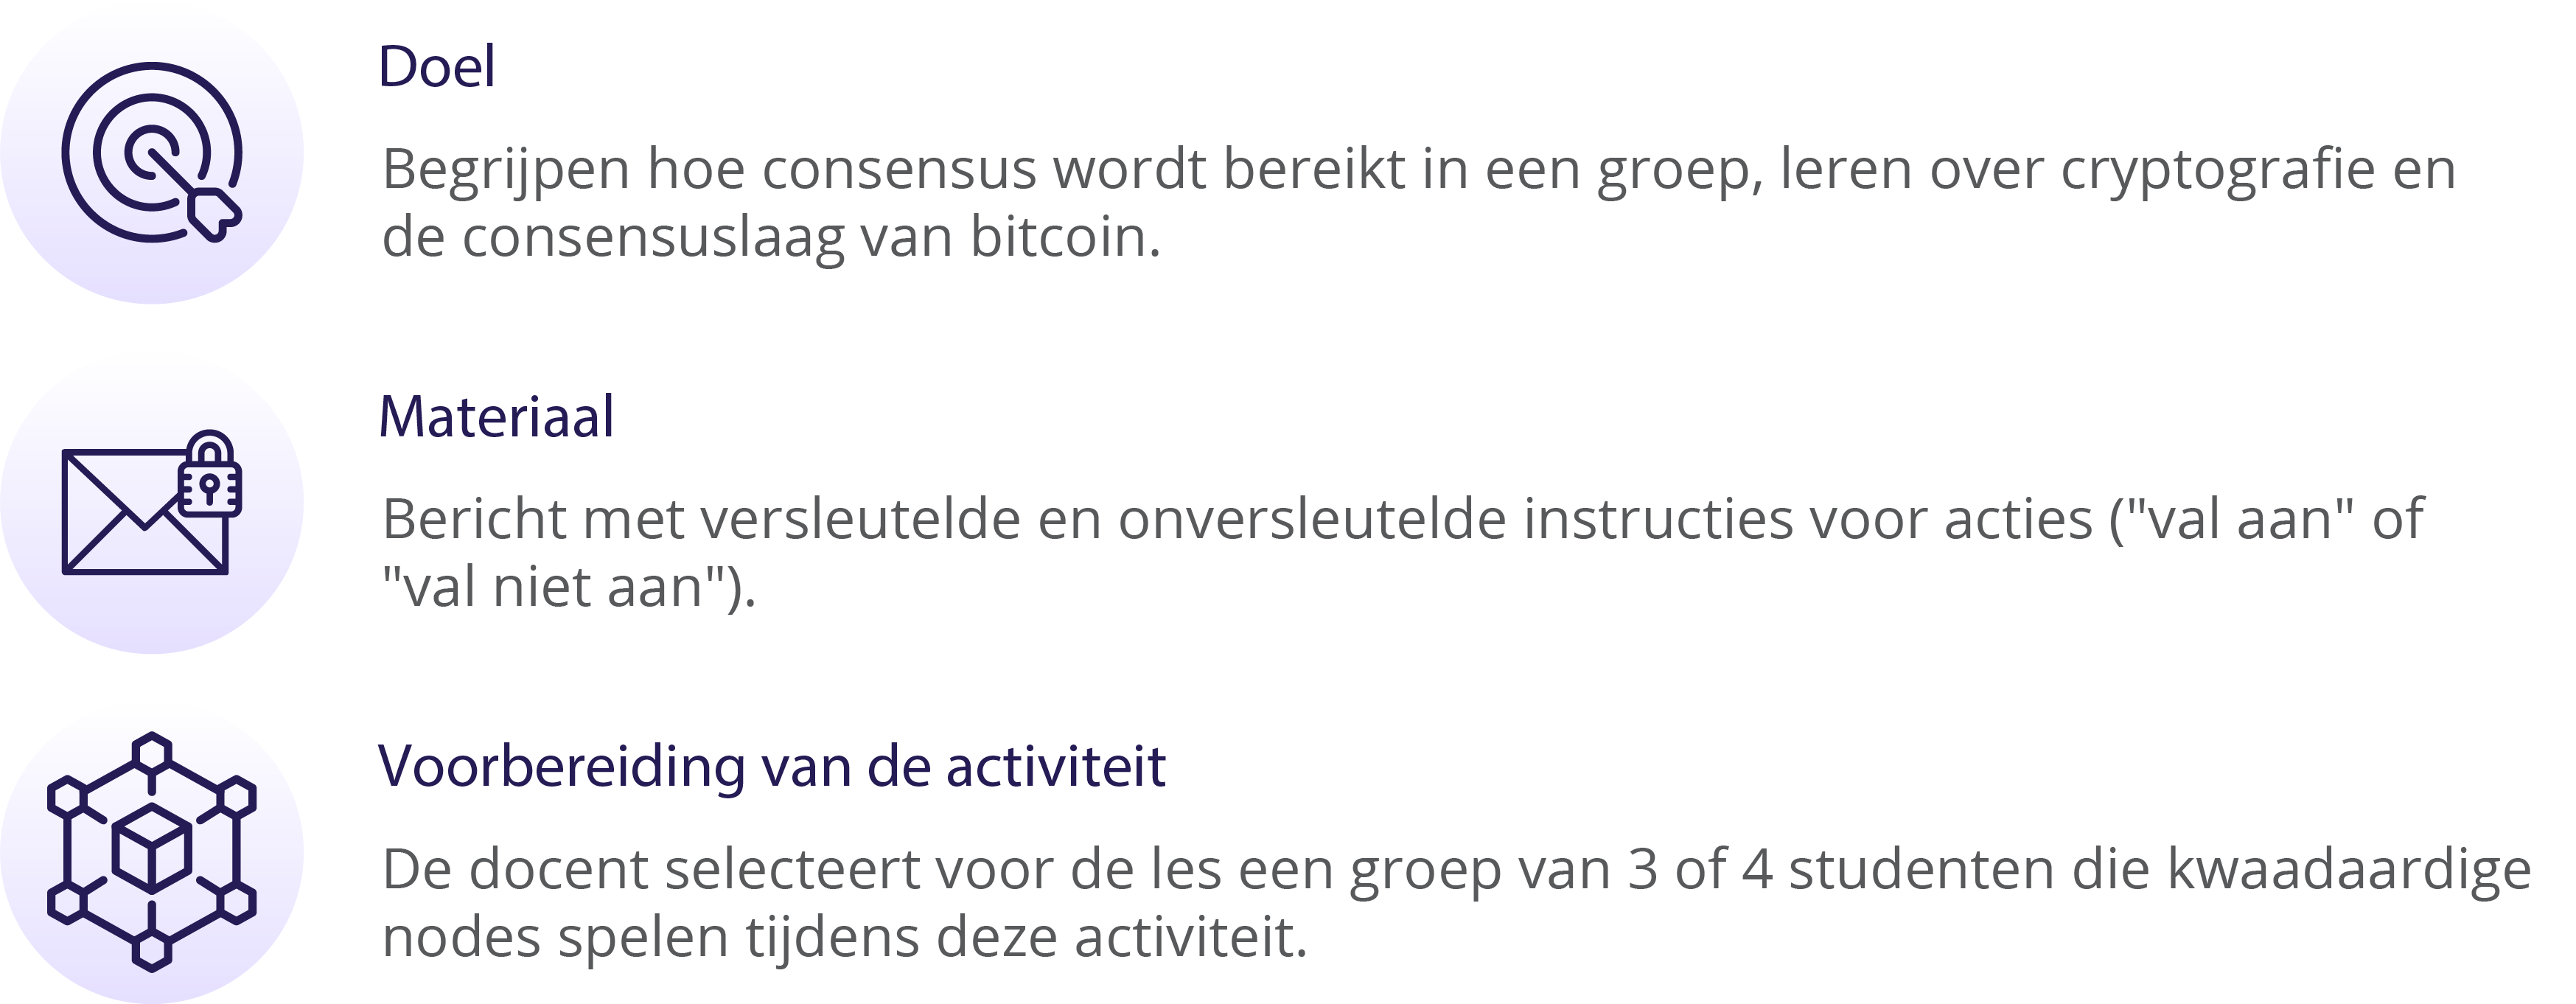 Doel
Begrijpen hoe consensus wordt bereikt in een groep, leren over cryptografie en
de consensuslaag van bitcoin.
Materiaal
Bericht met versleutelde en onversleutelde instructies voor acties ("val aan" of
"val niet aan").
Voorbereiding van de activiteit
De docent selecteert voor de les een groep van 3 of 4 studenten die kwaadaardige
nodes spelen tijdens deze activiteit.